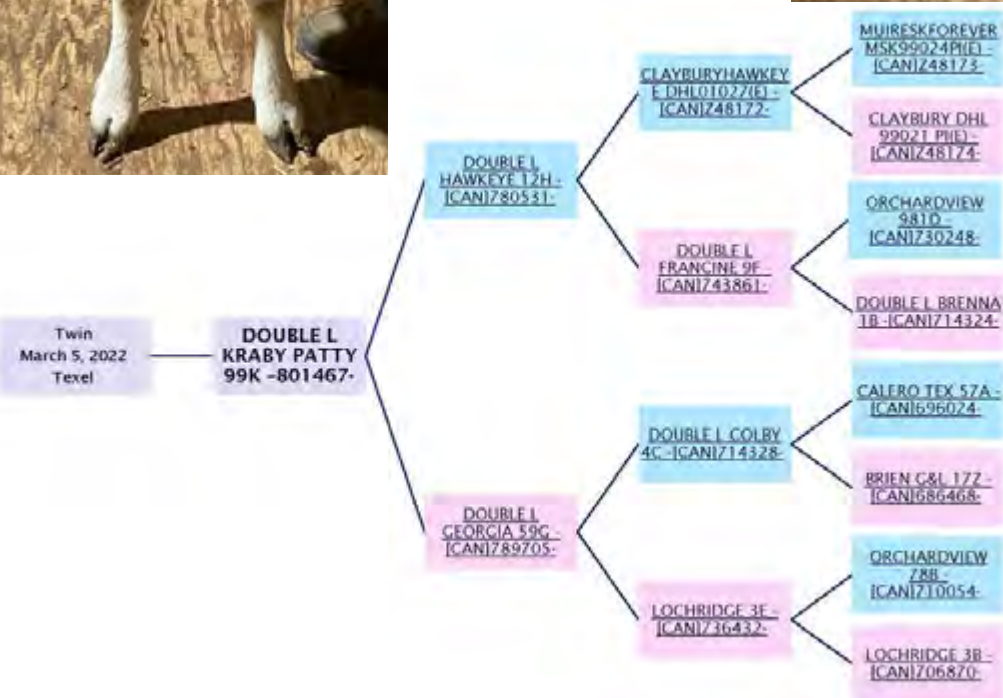 Twin
March 5, 2022
Texel
DOUBLE L
KRABY PATTY
99K -801467-
DOUBLE L
HAWKEYE 12H -
[CAN]780531-
DOUBLE L
GEORGIA 59G -
[CAN]789705-
CLAYBURYHAWKEY
E DHL01027(E) -
[CAN]Z48172-
DOUBLE L
FRANCINE 9F -
[CAN]743861-
DOUBLE L COLBY
4C -[CAN]714328-
LOCHRIDGE 3E -
[CAN]736432-
MUIRESKFOREVER
MSK99024PI(E) -
[CAN]Z48173-
CLAYBURY DHL
99021 PI(E) -
[CAN]Z48174-
ORCHARDVIEW
981D -
[CAN]730248-
DOUBLE L BRENNA
1B -[CAN]714324-
CALERO TEX 57A -
[CAN]696024-
BRIEN G&L 17Z -
[CAN]686468-
ORCHARDVIEW
78B -
[CAN]710054-
LOCHRIDGE 3B -
[CAN]706870-